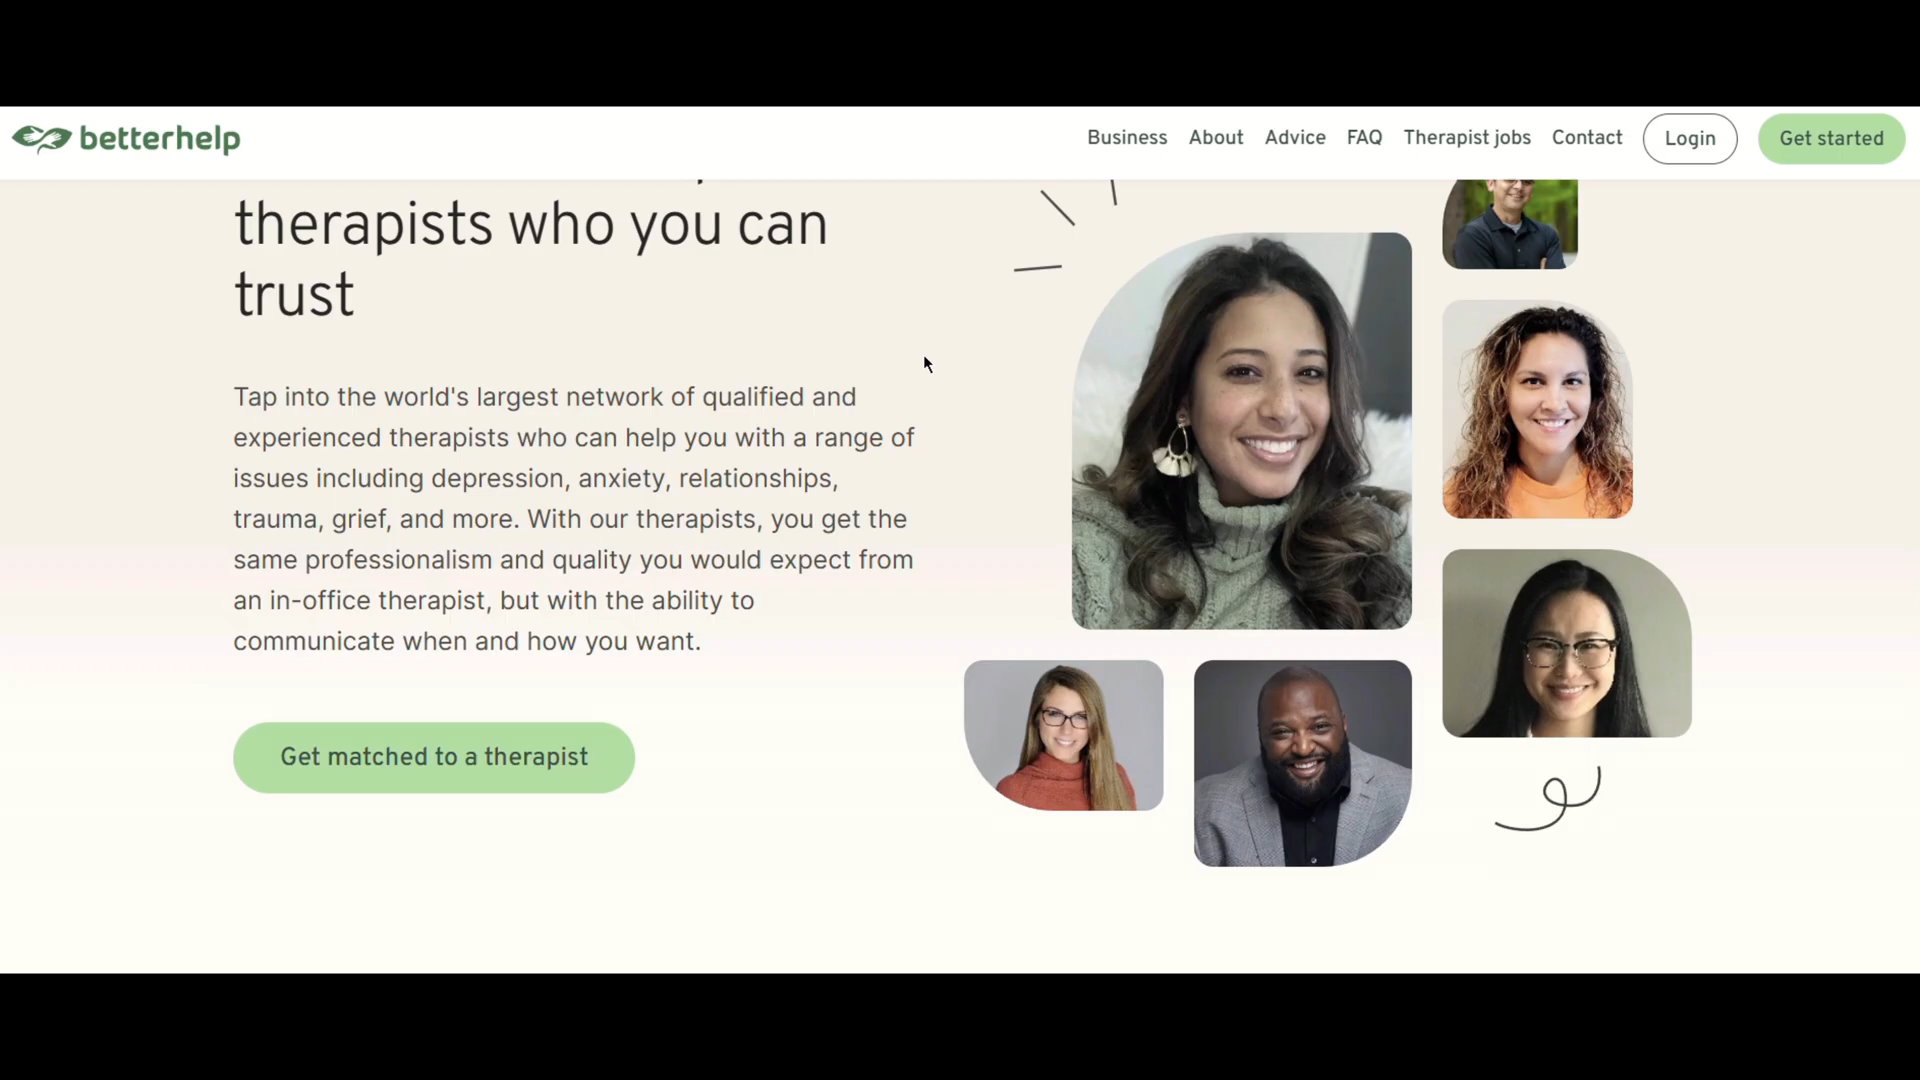 betterhelp
Business About Advice FAQ Therapist jobs Contact Login Get started
therapists who you can
trust
Tap into the world's largest network of qualified and
experienced therapists who can help you with a range of
issues including depression, anxiety, relationships,
trauma, grief, and more. With our therapists, you get the
same professionalism and quality you would expect from
an in-office therapist, but with the ability to
communicate when and how you want.
Get matched to a therapist